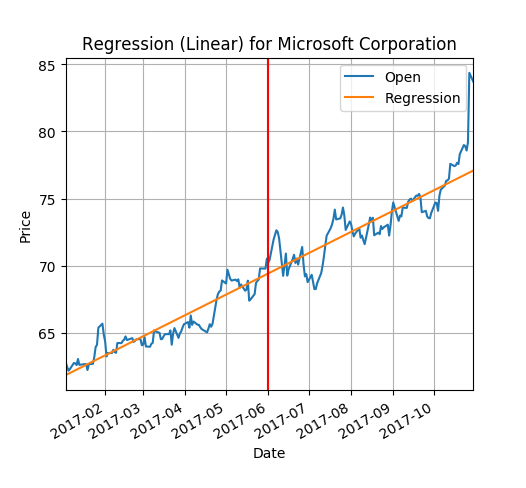 Regression (Linear) for Microsoft Corporation
Open
Regression
85
80
75
70
65
Price
2017-02
2017-03
2017-04
2017-05
2017-06
2017-07
2017-08
2017-09
2017-10
Date